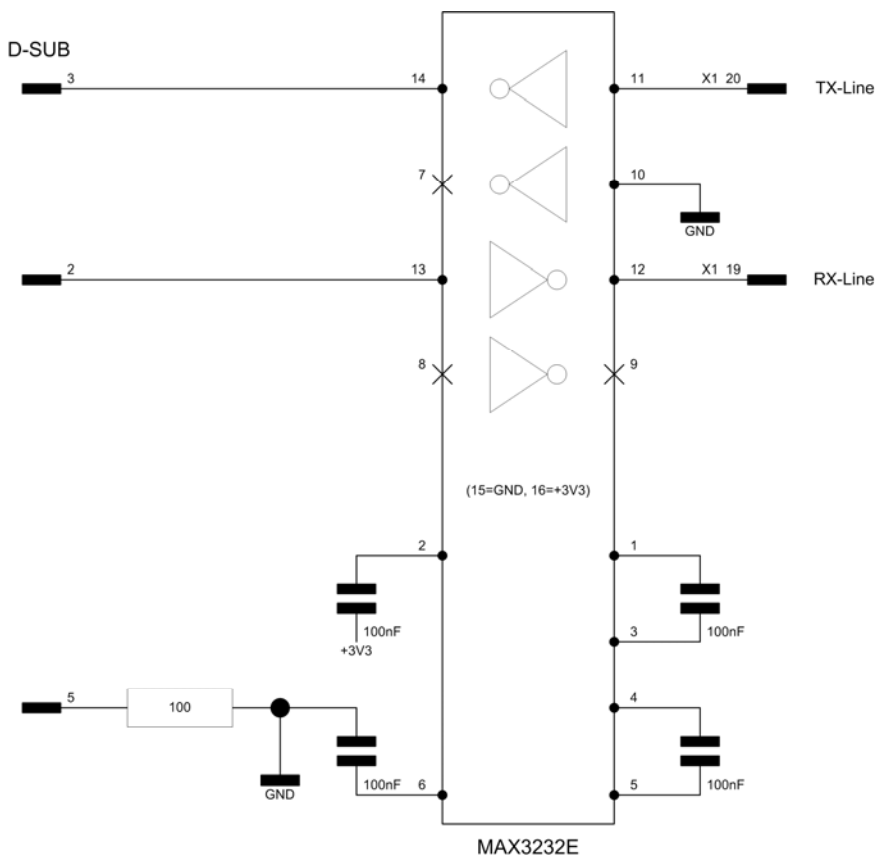 D-SUB
3
14
11
X1 20
TX-Line
7
10
GND
2
13
12
X1 19
RX-Line
8
9
(15=GND, 16=+3V3)
2
1
100nF
+3V3
3
100nF
5
100
4
GND
100nF
6
5
100nF
MAX3232E